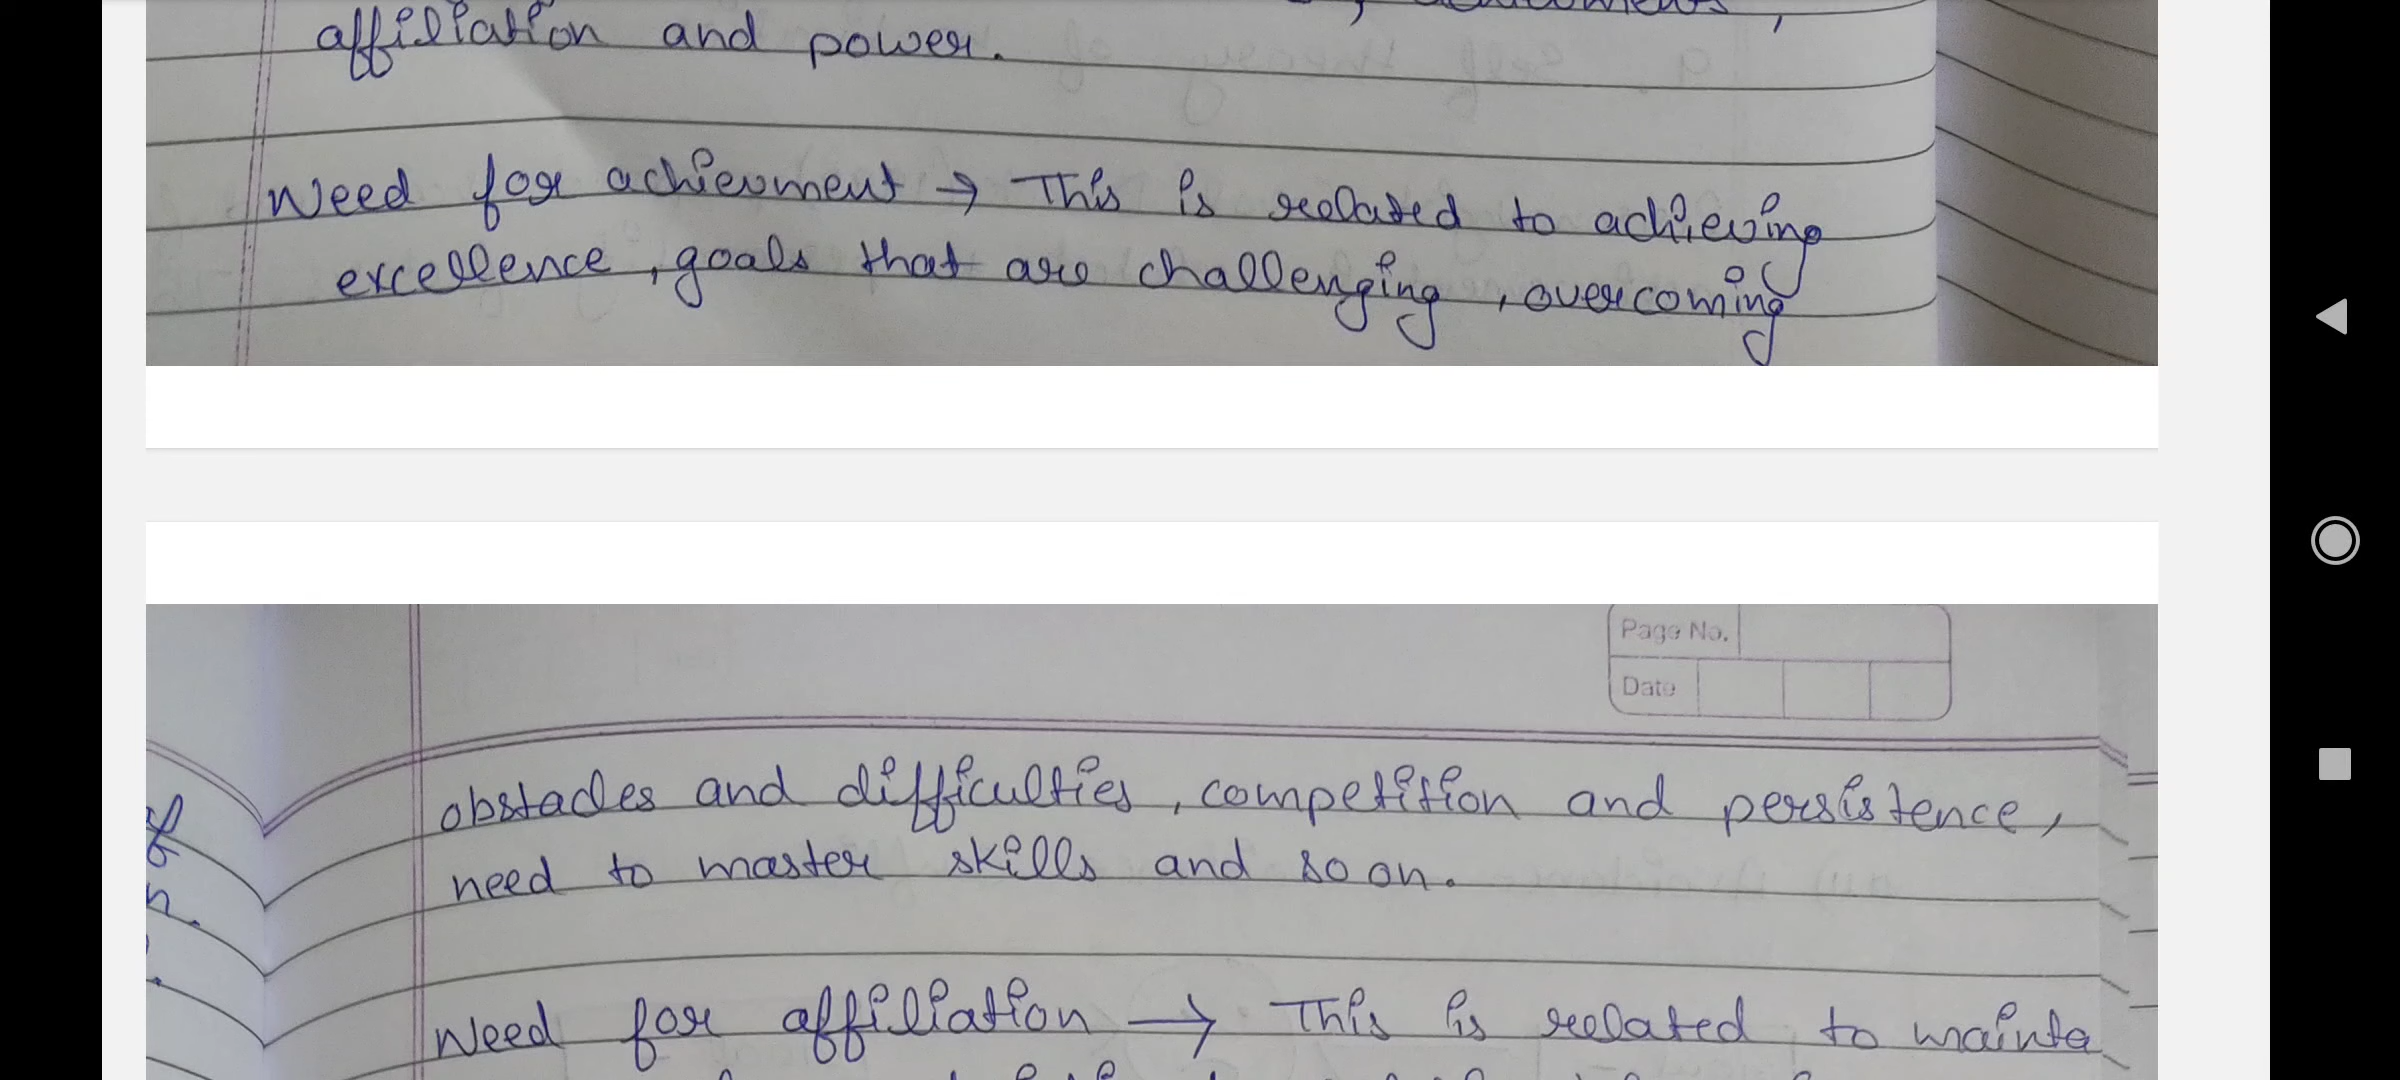 affiliation and power.
Need for achievment → This is related to achieving
excellence, goals that are challenging, overcoming
Page No.
Date
obstacles and difficulties, competition and persistence,
need to master skills and so on.
Need for affiliation → This is related to mainta